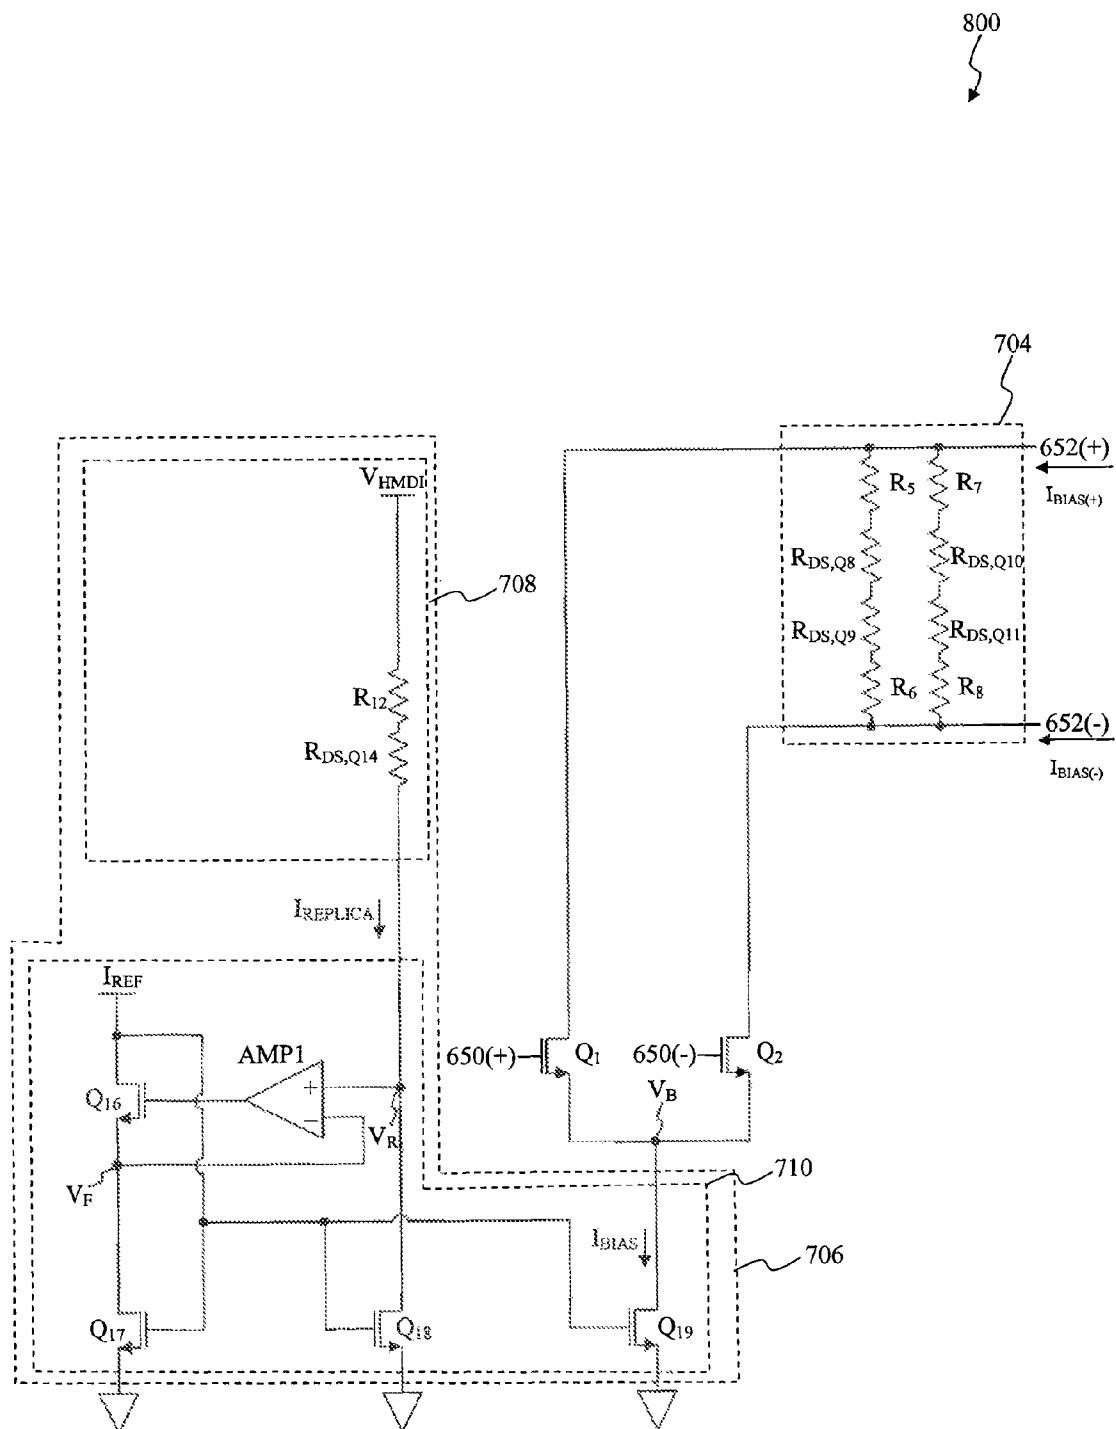 800
704
652(+)
R5 R7
IBIAS(+)
VHMDI
RDS,Q8 RDS,Q10
708
RDS,Q9 RDS,Q11
R12
R6 R8
652(-)
RDS,Q14
IBIAS(-)
IREPLICA
IREF
AMP1
650(+) Q1 650(-) Q2
Q16
+
−
VB
VR
VF
710
IBIAS
706
Q17 Q18 Q19